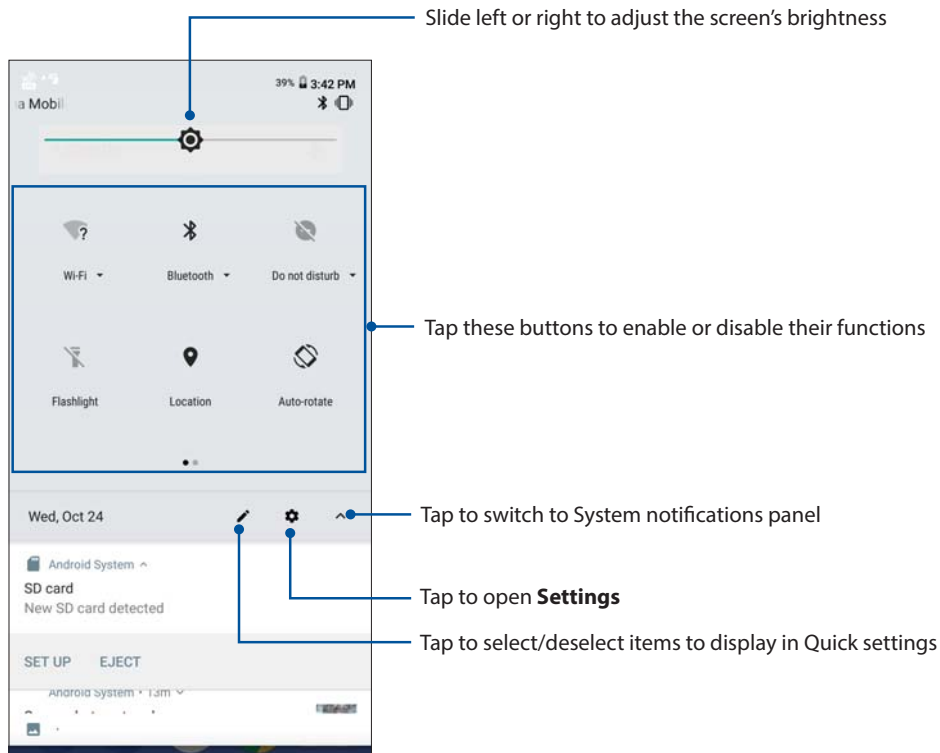 Slide left or right to adjust the screen's brightness
39% 3:42 PM
a Mobil
?
Wi-Fi
Bluetooth
Do not disturb
Tap these buttons to enable or disable their functions
Flashlight
Location
Auto-rotate
Wed, Oct 24
Tap to switch to System notifications panel
Android System
SD card
New SD card detected
Tap to open Settings
Tap to select/deselect items to display in Quick settings
SET UP EJECT
Android System • 13m